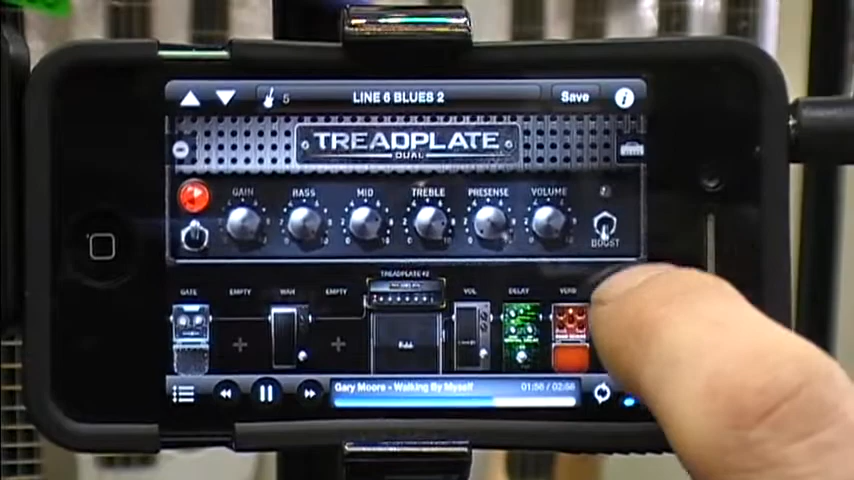 5 LINE 6 BLUES 2 Save i
TREADPLATE
DUAL
GAIN BASS MID TREBLE PRESENSE VOLUME
BOOST
TREADPLATE #2
GATE EMPTY WAH EMPTY VOL DELAY VERB
Gary Moore - Walking By Myself 01:56 / 02:56